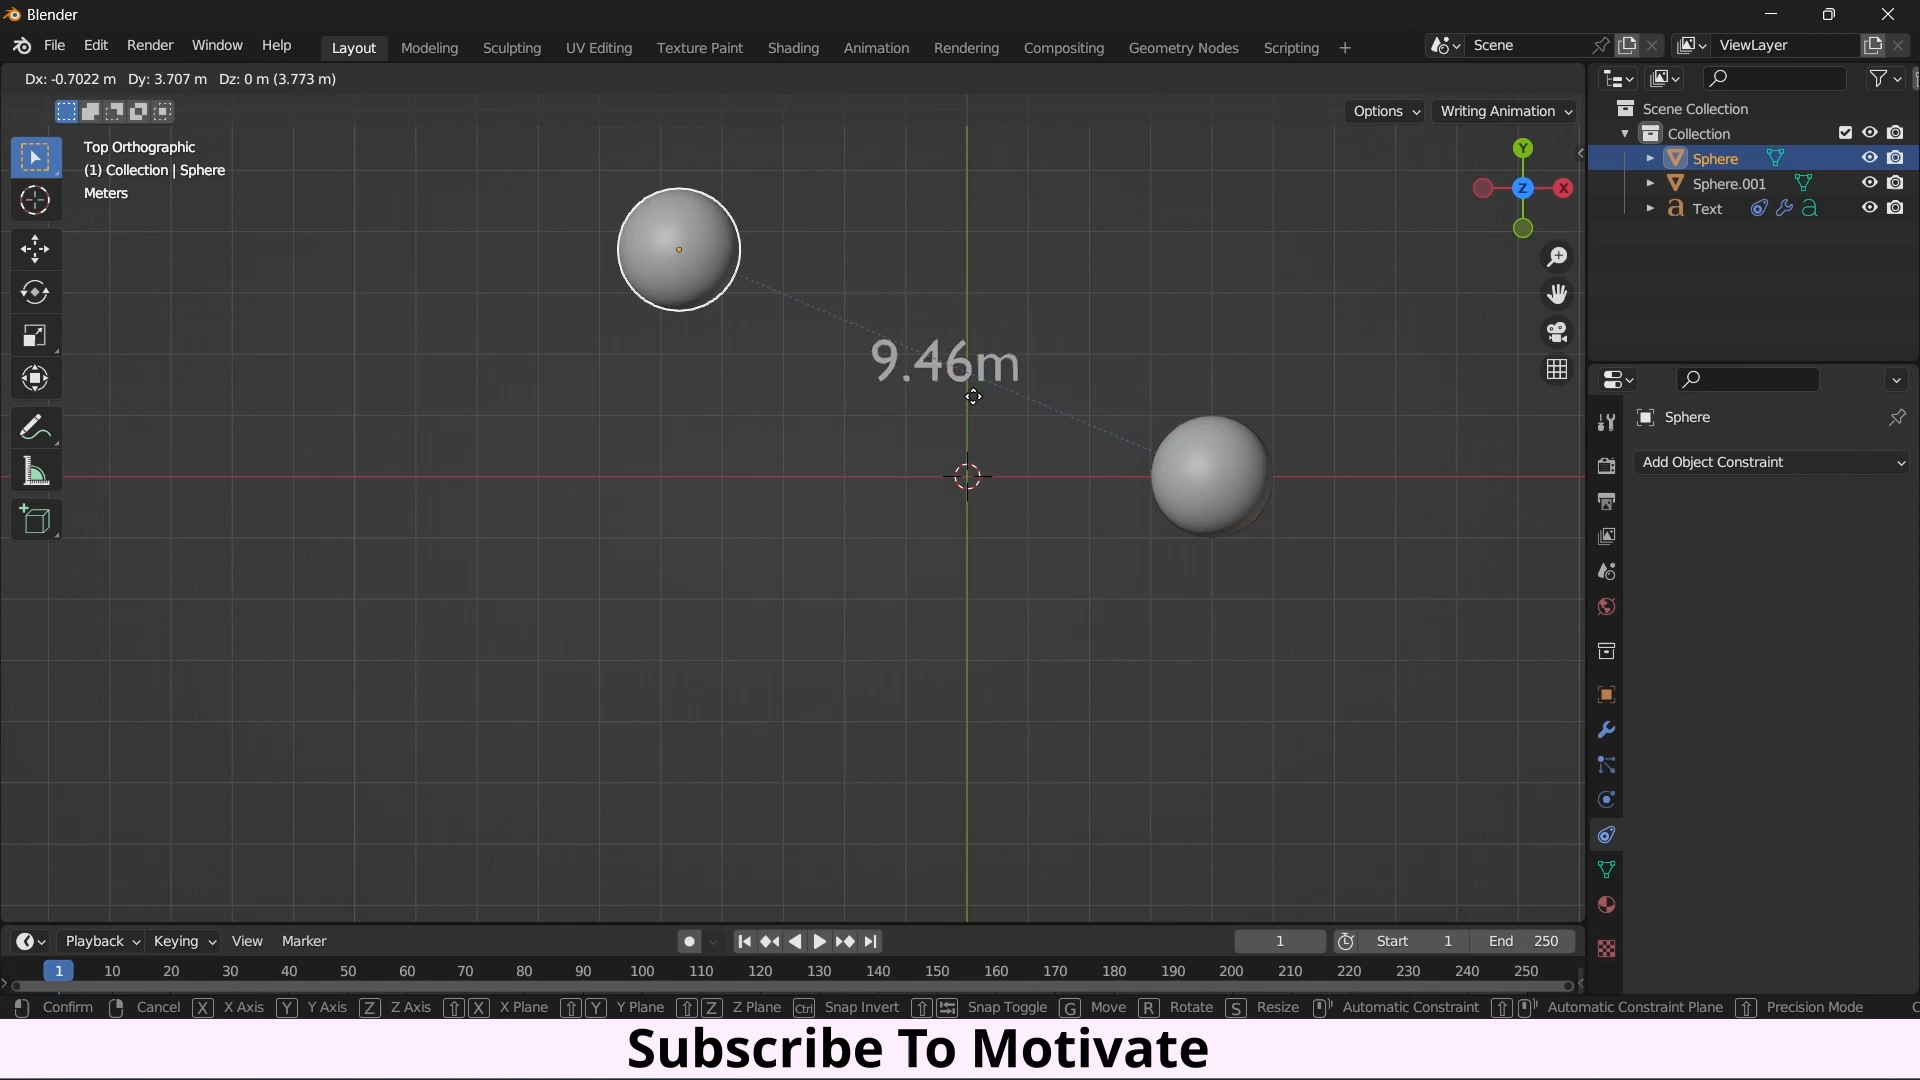 Blender
File Edit Render Window Help Layout Modeling Sculpting UV Editing Texture Paint Shading Animation Rendering Compositing Geometry Nodes Scripting + Scene ViewLayer
Dx: -0.7022 m Dy: 3.707 m Dz: 0 m (3.773 m)
Options Writing Animation
Top Orthographic
(1) Collection | Sphere
Meters
Y
Z X
9.46m
Scene Collection
Collection
Sphere
Sphere.001
Text
Sphere
Add Object Constraint
Playback Keying View Marker 1 Start 1 End 250
1 10 20 30 40 50 60 70 80 90 100 110 120 130 140 150 160 170 180 190 200 210 220 230 240 250
Confirm Cancel X X Axis Y Y Axis Z Z Axis X X Plane Y Y Plane Z Z Plane Ctrl Snap Invert Snap Toggle G Move R Rotate S Resize Automatic Constraint Automatic Constraint Plane Precision Mode
Subscribe To Motivate